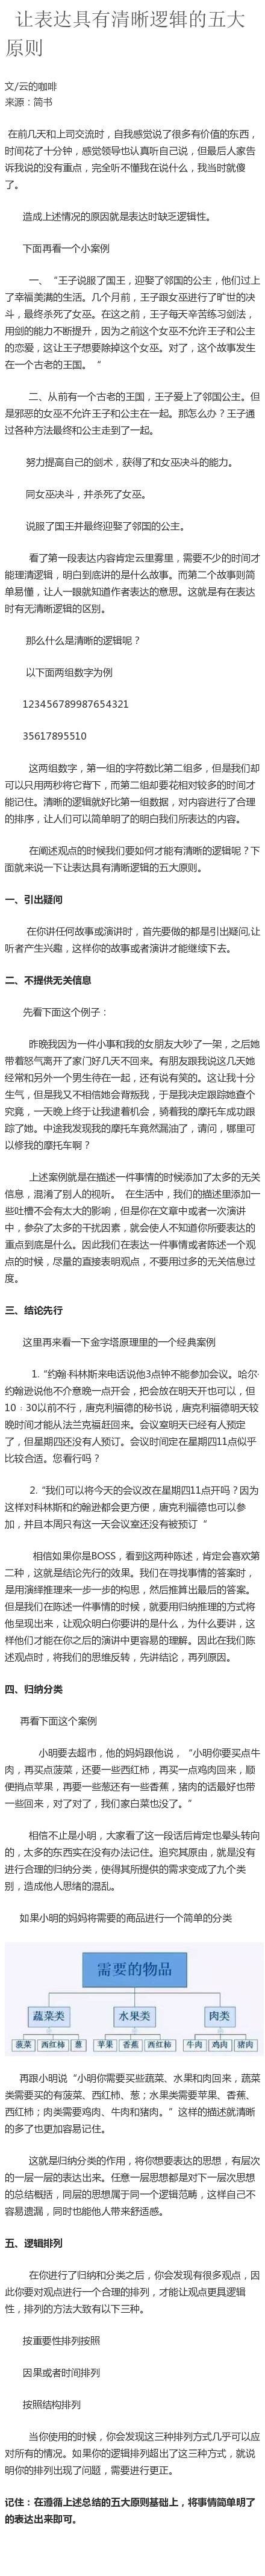 让表达具有清晰逻辑的五大
原则
文/云的咖啡
来源：简书
在前几天和上司交流时，自我感觉说了很多有价值的东西，
时间花了十分钟，感觉领导也认真听自己说，但最后人家告
诉我说的没有重点，完全听不懂我在说什么，我当时就傻
了。
造成上述情况的原因就是表达时缺乏逻辑性。
下面再看一个小案例
一、“王子说服了国王，迎娶了邻国的公主，他们过上
了幸福美满的生活。几个月前，王子跟女巫进行了旷世的决
斗，最终杀死了女巫。在这之前，王子每天辛苦练习剑法，
用剑的能力不断提升，因为之前这个女巫不允许王子和公主
的恋爱，这让王子想要除掉这个女巫。对了，这个故事发生
在一个古老的王国。”
二、从前有一个古老的王国，王子爱上了邻国公主。但
是邪恶的女巫不允许王子和公主在一起。那怎么办？王子通
过各种方法最终和公主走到了一起。
努力提高自己的剑术，获得了和女巫决斗的能力。
同女巫决斗，并杀死了女巫。
说服了国王并最终迎娶了邻国的公主。
看了第一段表达内容肯定云里雾里，需要不少的时间才
能理清逻辑，明白到底讲的是什么故事。而第二个故事则简
单易懂，让人一眼就知道作者表达的意思。这就是有在表达
时有无清晰逻辑的区别。
那么什么是清晰的逻辑呢？
以下面两组数字为例
123456789987654321
35617895510
这两组数字，第一组的字符数比第二组多，但是我们却
可以只用两秒将它背下，而第二组却要花相对较多的时间才
能记住。清晰的逻辑就好比第一组数据，对内容进行了合理
的排序，让人们可以简单明了的明白我们所表达的内容。
在阐述观点的时候我们要如何才能有清晰的逻辑呢？下
面就来说一下让表达具有清晰逻辑的五大原则。
一、引出疑问
在你讲任何故事或演讲时，首先要做的都是引出疑问,让
听者产生兴趣，这样你的故事或者演讲才能继续下去。
二、不提供无关信息
先看下面这个例子：
昨晚我因为一件小事和我的女朋友大吵了一架，之后她
带着怒气离开了家门好几天不回来。有朋友跟我说这几天她
经常和另外一个男生待在一起，还有说有笑的。这让我十分
生气，但是我又不相信她会背叛我，于是我决定跟踪她查个
究竟，一天晚上终于让我逮着机会，骑着我的摩托车成功跟
踪了她。中途我发现我的摩托车竟然漏油了，请问，哪里可
以修我的摩托车啊？
上述案例就是在描述一件事情的时候添加了太多的无关
信息，混淆了别人的视听。 在生活中，我们的描述里添加一
些吐槽不会有太大的影响，但是你在文章中或者一次演讲
中，参杂了太多的干扰因素，就会使人不知道你所要表达的
重点到底是什么。因此我们在表达一件事情或者陈述一个观
点的时候，尽量的直接表明观点，不要用过多的无关信息过
度。
三、结论先行
这里再来看一下金字塔原理里的一个经典案例
1. “约翰·科林斯来电话说他3点钟不能参加会议。哈尔·
约翰逊说他不介意晚一点开会，把会放在明天开也可以，但
10：30以前不行，唐克利福德的秘书说，唐克利福德明天较
晚时间才能从法兰克福赶回来。会议室明天已经有人预定
了，但星期四还没有人预订。会议时间定在星期四11点似乎
比较合适。您看行吗？
2. “我们可以将今天的会议改在星期四11点开吗？因为
这样对科林斯和约翰逊都会更方便，唐克利福德也可以参
加，并且本周只有这一天会议室还没有被预订“
相信如果你是BOSS，看到这两种陈述，肯定会喜欢第
二种，这就是结论先行的效果。我们在寻找事情的答案时，
是用演绎推理来一步一步的构思，然后推算出最后的答案。
但是我们在陈述一件事情的时候，就要用归纳推理的方式将
他呈现出来，让观众明白你要讲的是什么，为什么要讲，这
样他们才能在你之后的演讲中更容易的理解。因此在我们陈
述观点时，将我们的思维反转，先讲结论，再列原因。
四、归纳分类
再看下面这个案例
小明要去超市，他的妈妈跟他说，“小明你要买点牛
肉，再买点菠菜，还要一些西红柿，再买一点鸡肉回来，顺
便捎点苹果，再要一些葱还有一些香蕉，猪肉的话最好也带
一些回来，对了对了，我们家白菜也没了。”
相信不止是小明，大家看了这一段话后肯定也晕头转向
的，太多的东西实在没有办法记住。追究其原由，就是没有
进行合理的归纳分类，使得其所提供的需求变成了九个类
别，造成他人思绪的混乱。
如果小明的妈妈将需要的商品进行一个简单的分类
需要的物品
蔬菜类 水果类 肉类
菠菜 西红柿 葱 苹果 香蕉 西红柿 牛肉 鸡肉 猪肉
再跟小明说“小明你需要买些蔬菜、水果和肉回来，蔬菜
类需要买的有菠菜、西红柿、葱；水果类需要苹果、香蕉、
西红柿；肉类需要鸡肉、牛肉和猪肉。”这样的描述就清晰
的多了也更加容易记住。
这就是归纳分类的作用，将你想要表达的思想，有层次
的一层一层的表达出来。任意一层思想都是对下一层次思想
的总结概括，同层的思想属于同一个逻辑范畴，这样自己不
容易遗漏，同时也能他人带来舒适感。
五、逻辑排列
在你进行了归纳和分类之后，你会发现有很多观点，因
此你要对观点进行一个合理的排列，才能让观点更具逻辑
性，排列的方法大致有以下三种。
按重要性排列按照
因果或者时间排列
按照结构排列
当你使用的时候，你会发现这三种排列方式几乎可以应
对所有的情况。如果你的逻辑排列超出了这三种方式，就说
明你的排列出现了问题，需要进行更正。
记住：在遵循上述总结的五大原则基础上，将事情简单明了
的表达出来即可。